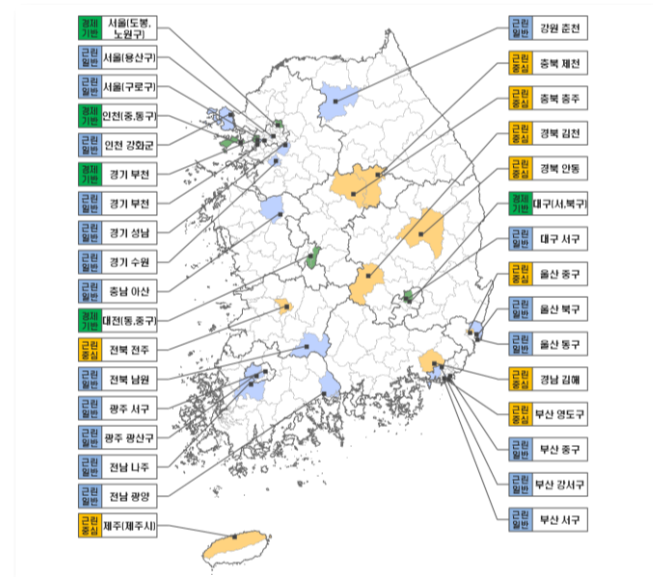 경제 기반 서울(도봉, 노원구)
근린 일반 서울(용산구)
근린 일반 서울(구로구)
경제 기반 인천(중,동구)
근린 일반 인천 강화군
경제 기반 경기 부천
근린 일반 경기 부천
근린 일반 경기 성남
근린 일반 경기 수원
근린 일반 충남 아산
경제 기반 대전(동,중구)
근린 중심 전북 전주
근린 일반 전북 남원
근린 일반 광주 서구
근린 일반 광주 광산구
근린 일반 전남 나주
근린 일반 전남 광양
근린 중심 제주(제주시)
근린 일반 강원 춘천
근린 중심 충북 제천
근린 중심 충북 충주
근린 중심 경북 김천
근린 중심 경북 안동
경제 기반 대구(서,북구)
근린 일반 대구 서구
근린 중심 울산 중구
근린 일반 울산 북구
근린 일반 울산 동구
근린 중심 경남 김해
근린 중심 부산 영도구
근린 일반 부산 중구
근린 일반 부산 강서구
근린 일반 부산 서구